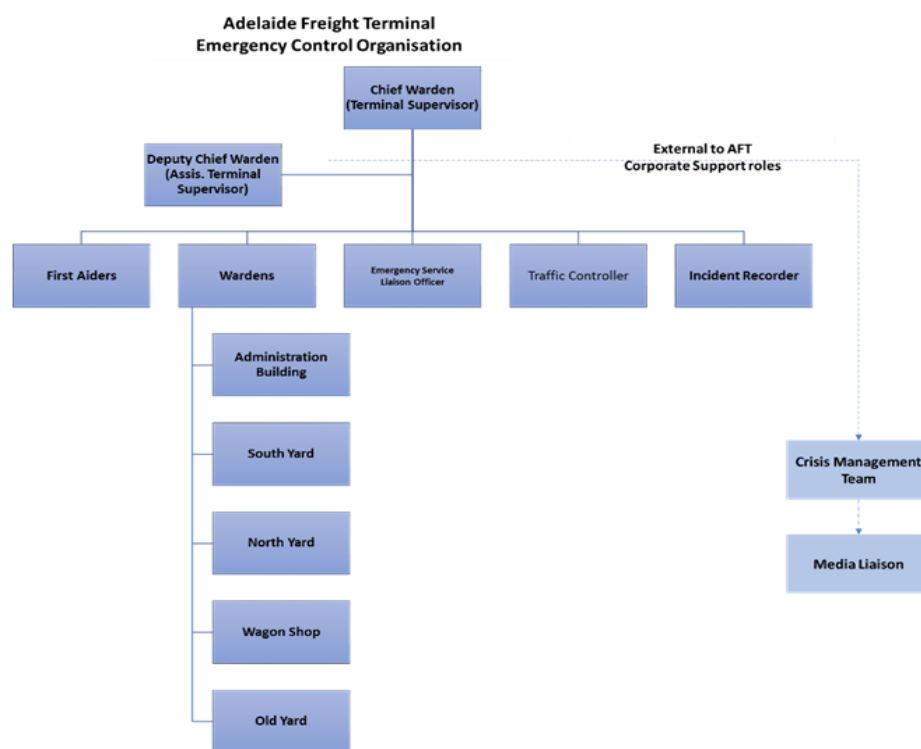 Adelaide Freight Terminal
Emergency Control Organisation
Chief Warden
(Terminal Supervisor)
Deputy Chief Warden
(Assis. Terminal
Supervisor)
External to AFT
Corporate Support roles
First Aiders
Wardens
Emergency Service
Liaison Officer
Traffic Controller
Incident Recorder
Administration
Building
South Yard
North Yard
Wagon Shop
Old Yard
Crisis Management
Team
Media Liaison